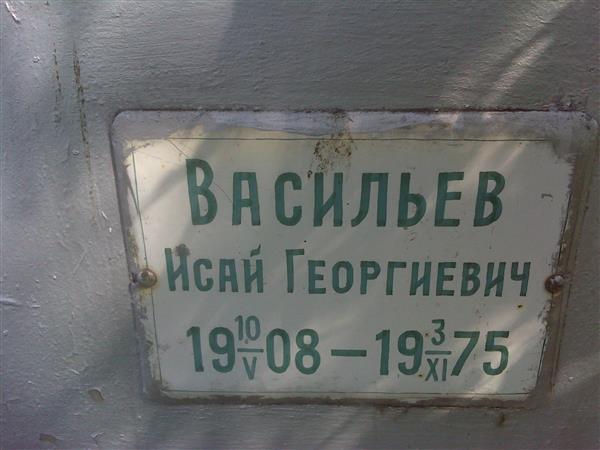 ВАСИЛЬЕВ
ИСАЙ ГЕОРГИЕВИЧ
19 10/V 08 — 19 3/XI 75